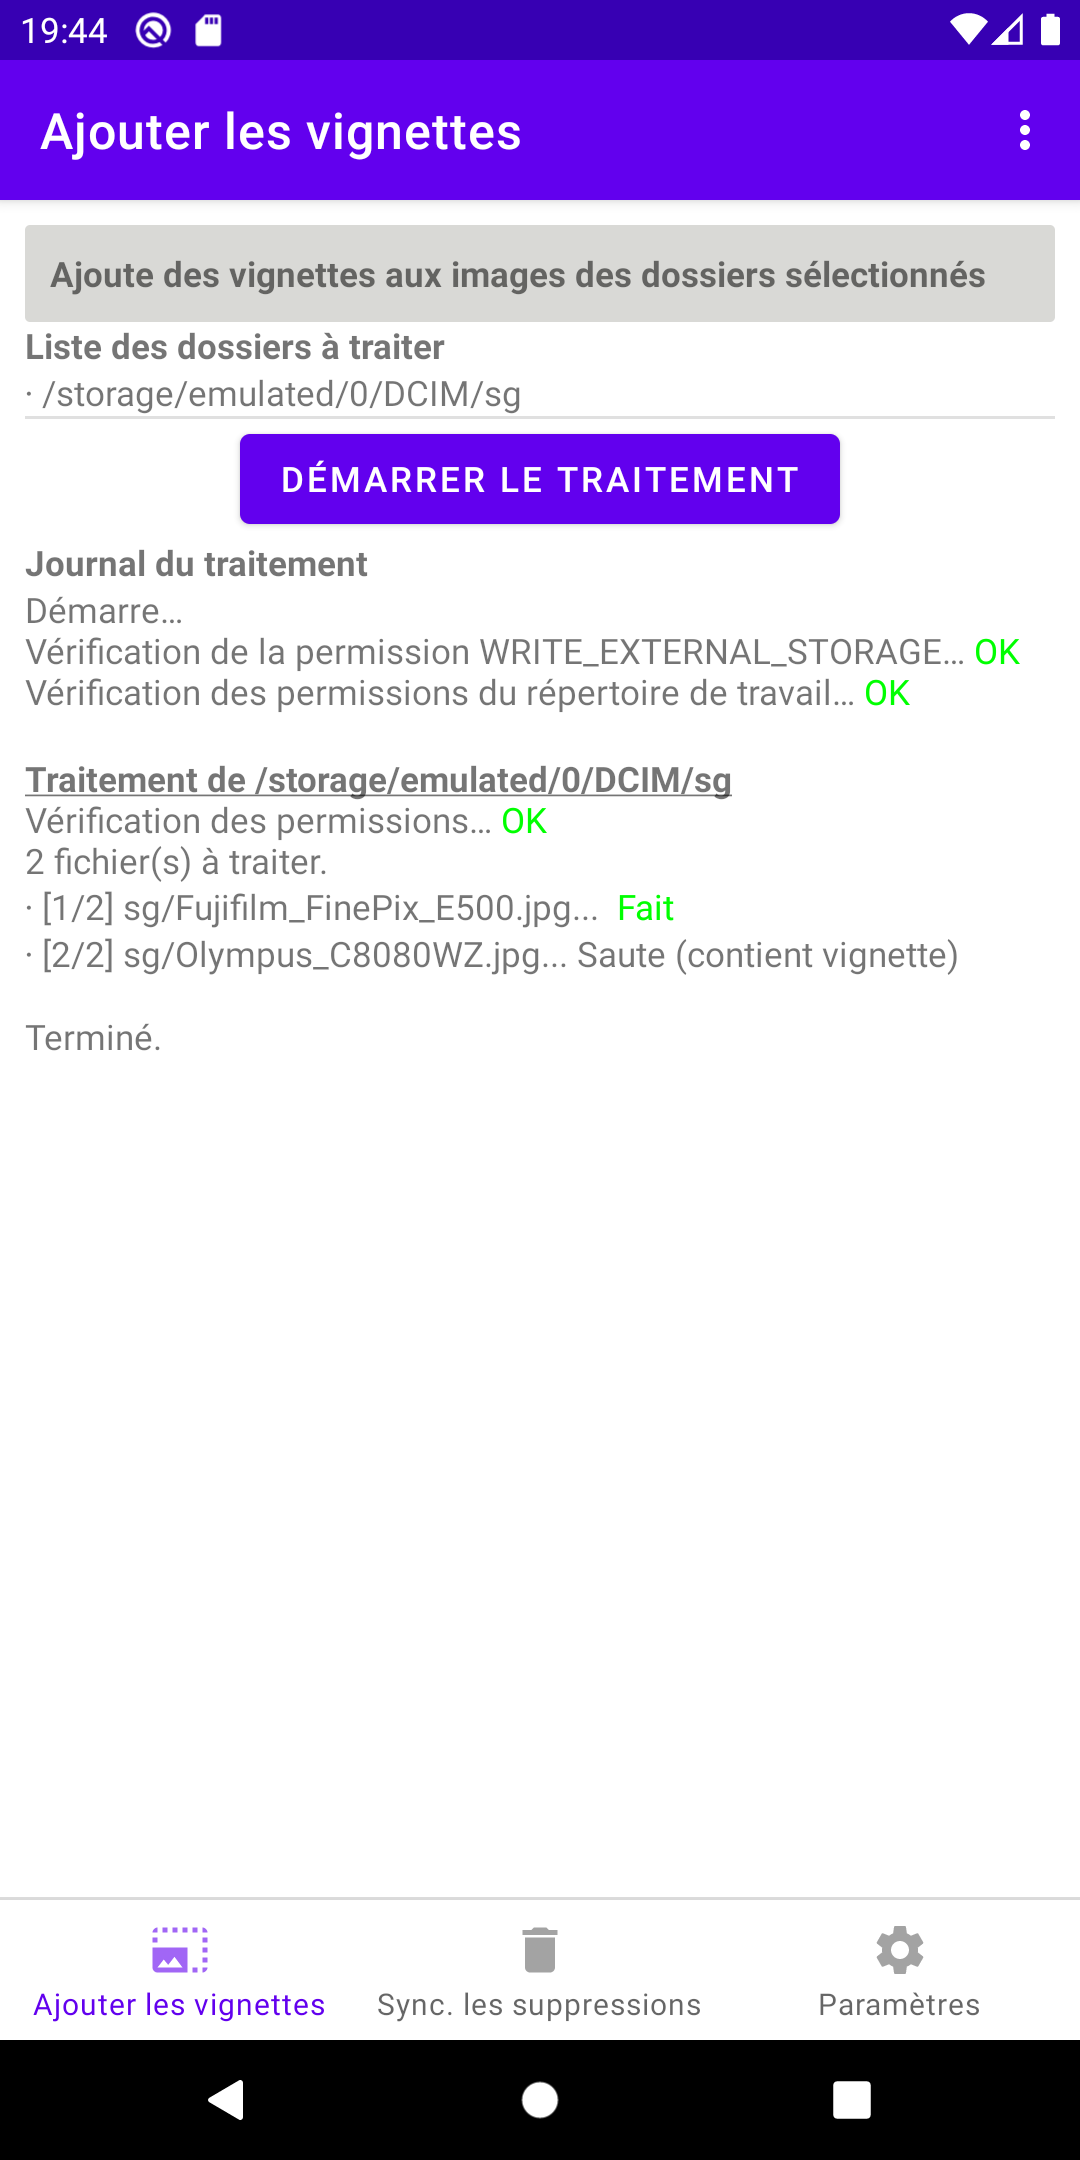 19:44
Ajouter les vignettes
Ajoute des vignettes aux images des dossiers sélectionnés
Liste des dossiers à traiter
· /storage/emulated/0/DCIM/sg
DÉMARRER LE TRAITEMENT
Journal du traitement
Démarre…
Vérification de la permission WRITE_EXTERNAL_STORAGE… OK
Vérification des permissions du répertoire de travail… OK
Traitement de /storage/emulated/0/DCIM/sg
Vérification des permissions… OK
2 fichier(s) à traiter.
· [1/2] sg/Fujifilm_FinePix_E500.jpg... Fait
· [2/2] sg/Olympus_C8080WZ.jpg... Saute (contient vignette)
Terminé.
Ajouter les vignettes
Sync. les suppressions
Paramètres